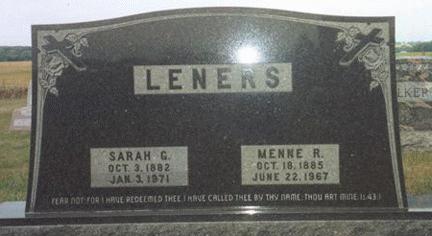 LENERS
SARAH G.
OCT. 3, 1882
JAN. 3, 1971
MENNE R.
OCT. 18, 1885
JUNE 22, 1967
FEAR NOT: FOR I HAVE REDEEMED THEE, I HAVE CALLED THEE BY THY NAME: THOU ART MINE. I:43:1
LKER